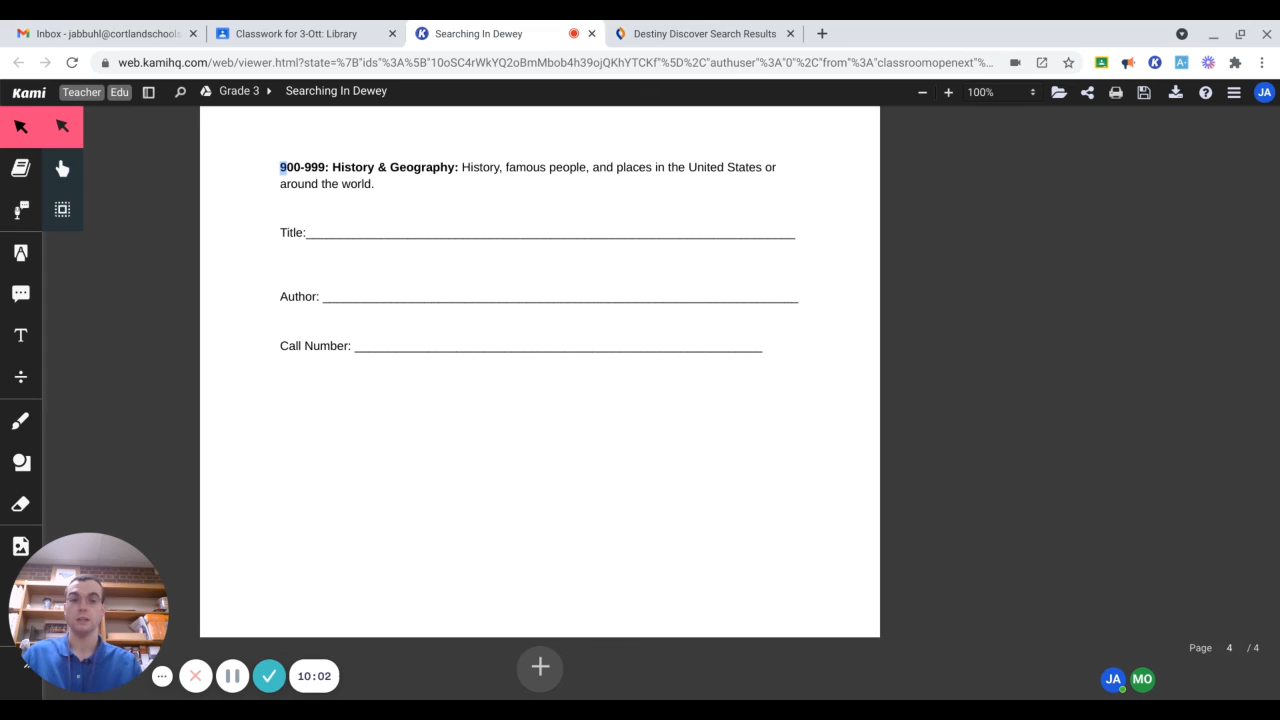 Inbox - jabbuhl@cortlandschools
Classwork for 3-Ott: Library
Searching In Dewey
Destiny Discover Search Results
web.kamihq.com/web/viewer.html?state=%7B"ids"%3A%5B"10oSC4rWkYQ2oBmMbob4h39ojQKhYTCKf"%5D%2C"authuser"%3A"0"%2C"from"%3A"classroomopenext"%...
Kami Teacher Edu Grade 3 Searching In Dewey 100% JA
900-999: History & Geography: History, famous people, and places in the United States or
around the world.
Title:
Author:
Call Number:
Page 4 / 4
10:02
JA MO